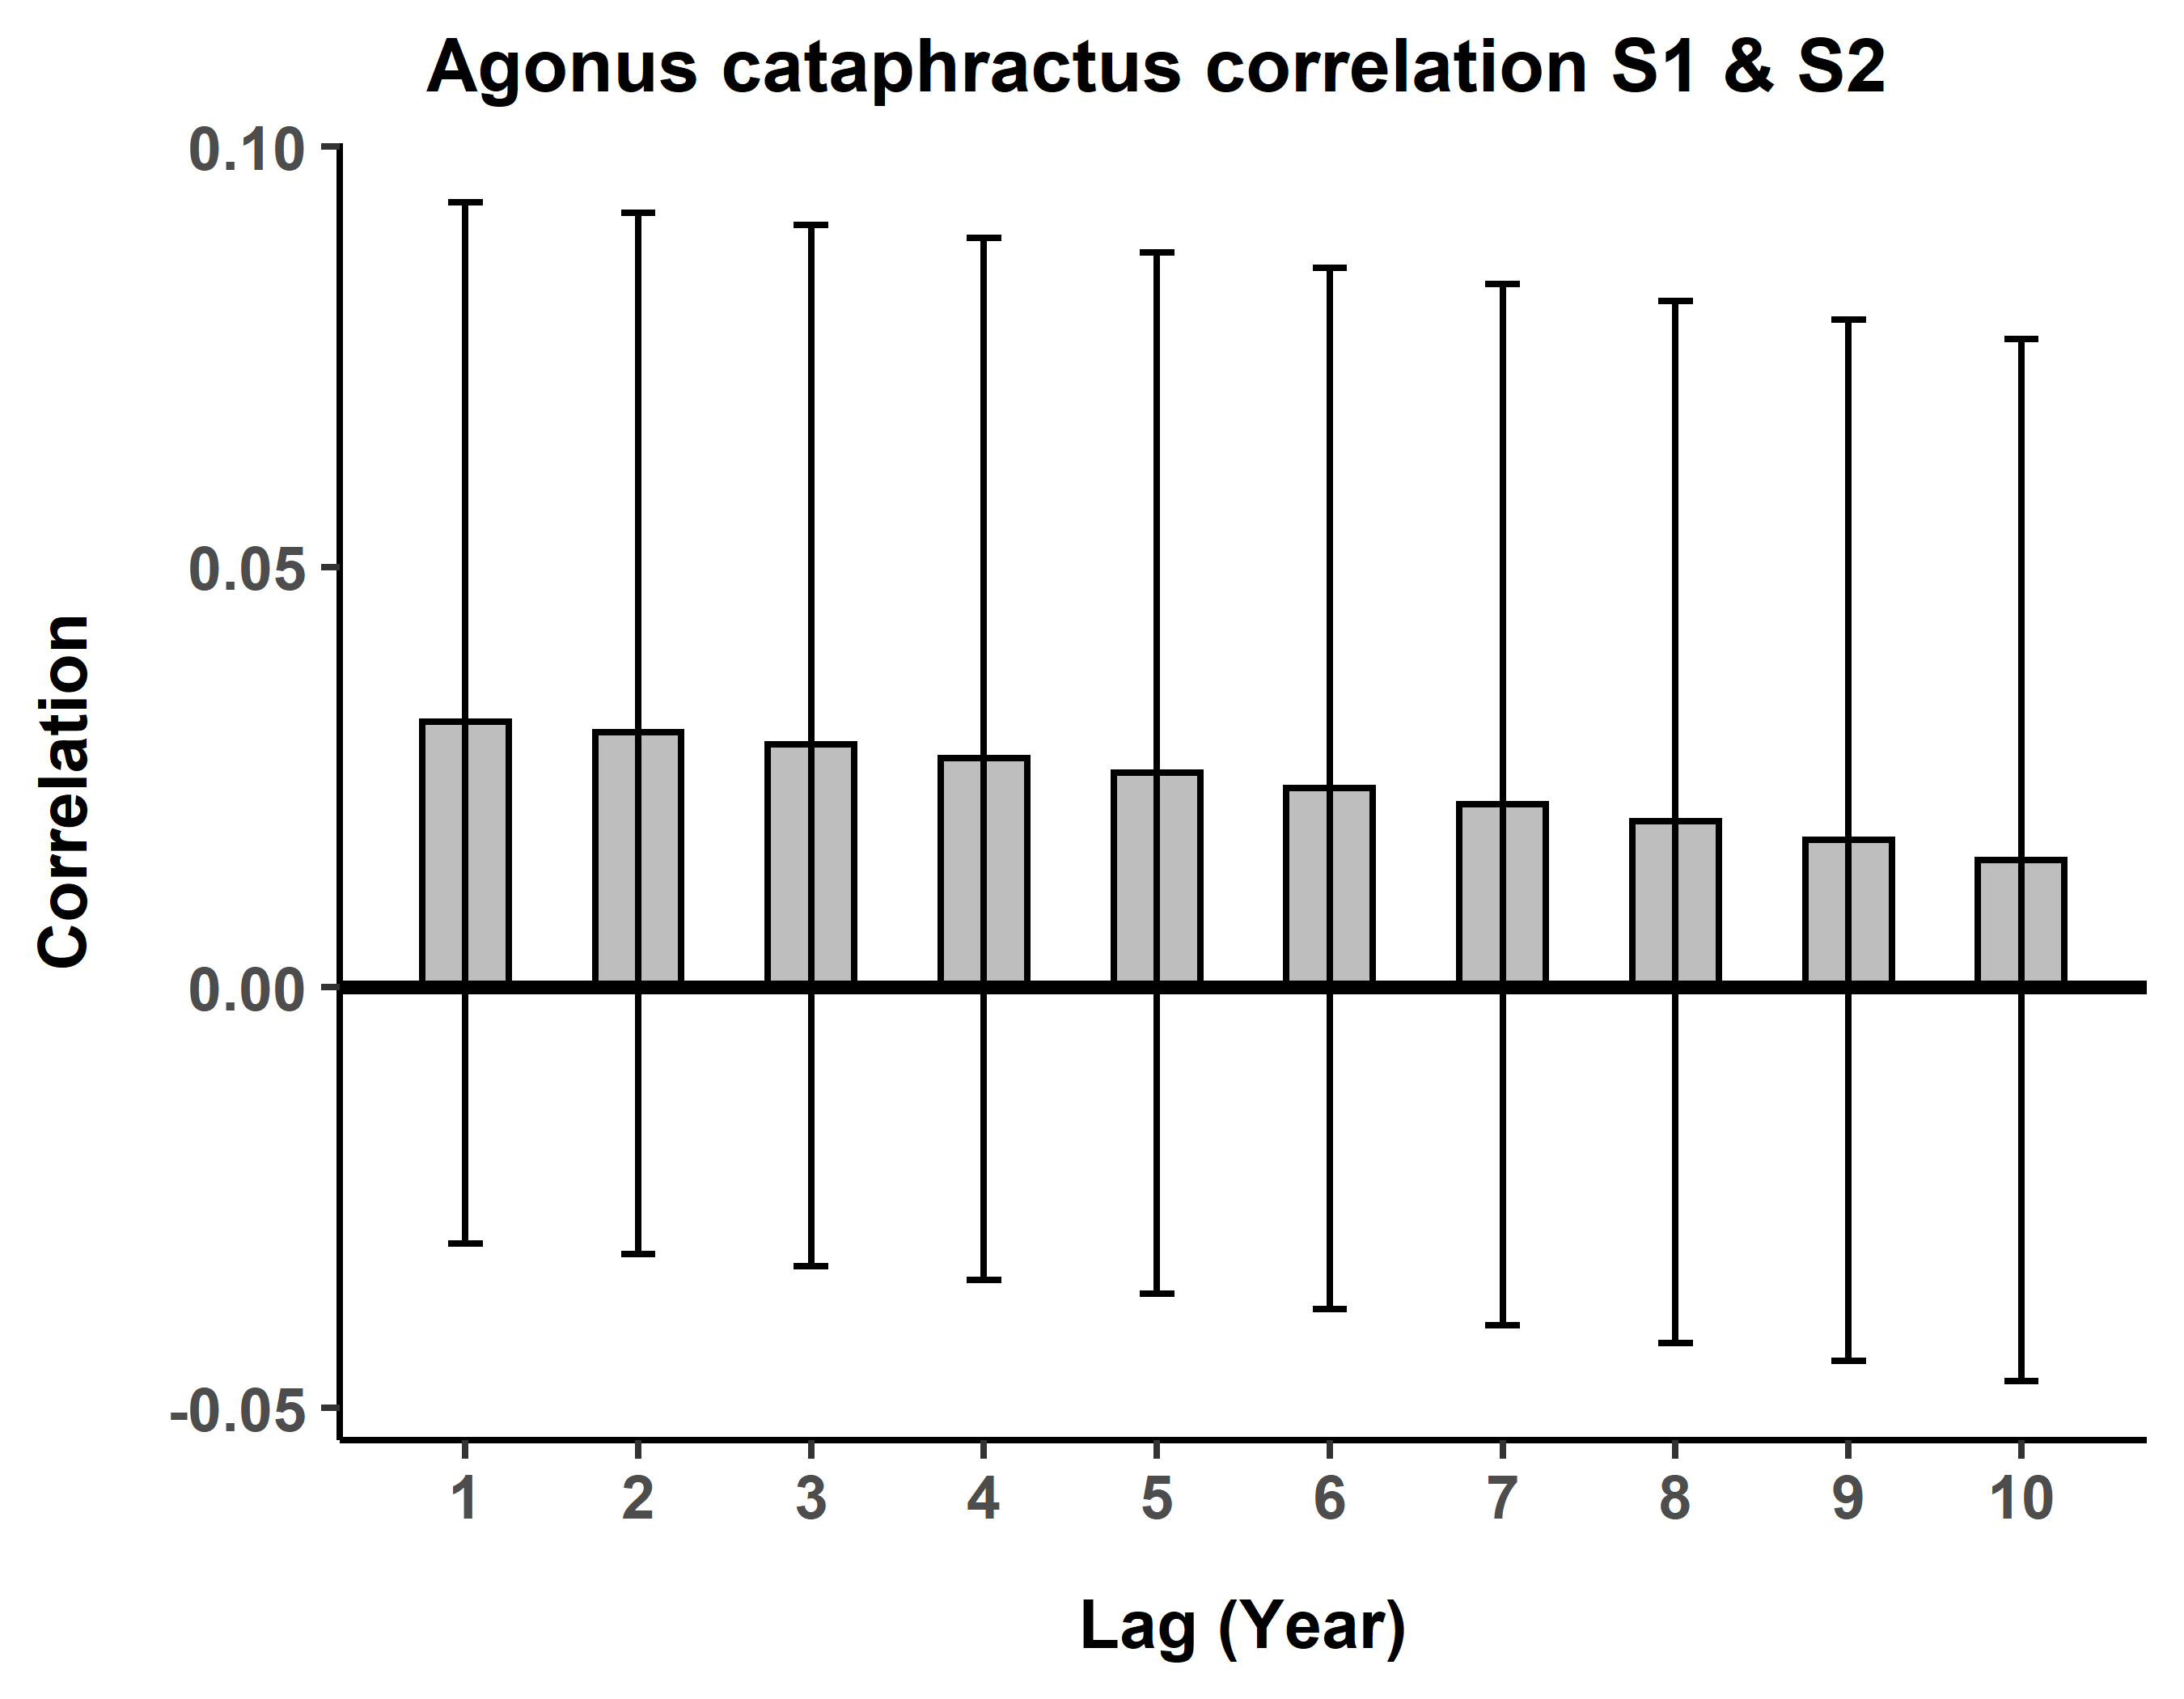 Agonus cataphractus correlation S1 & S2
0.10
0.05
0.00
-0.05
Correlation
1 2 3 4 5 6 7 8 9 10
Lag (Year)